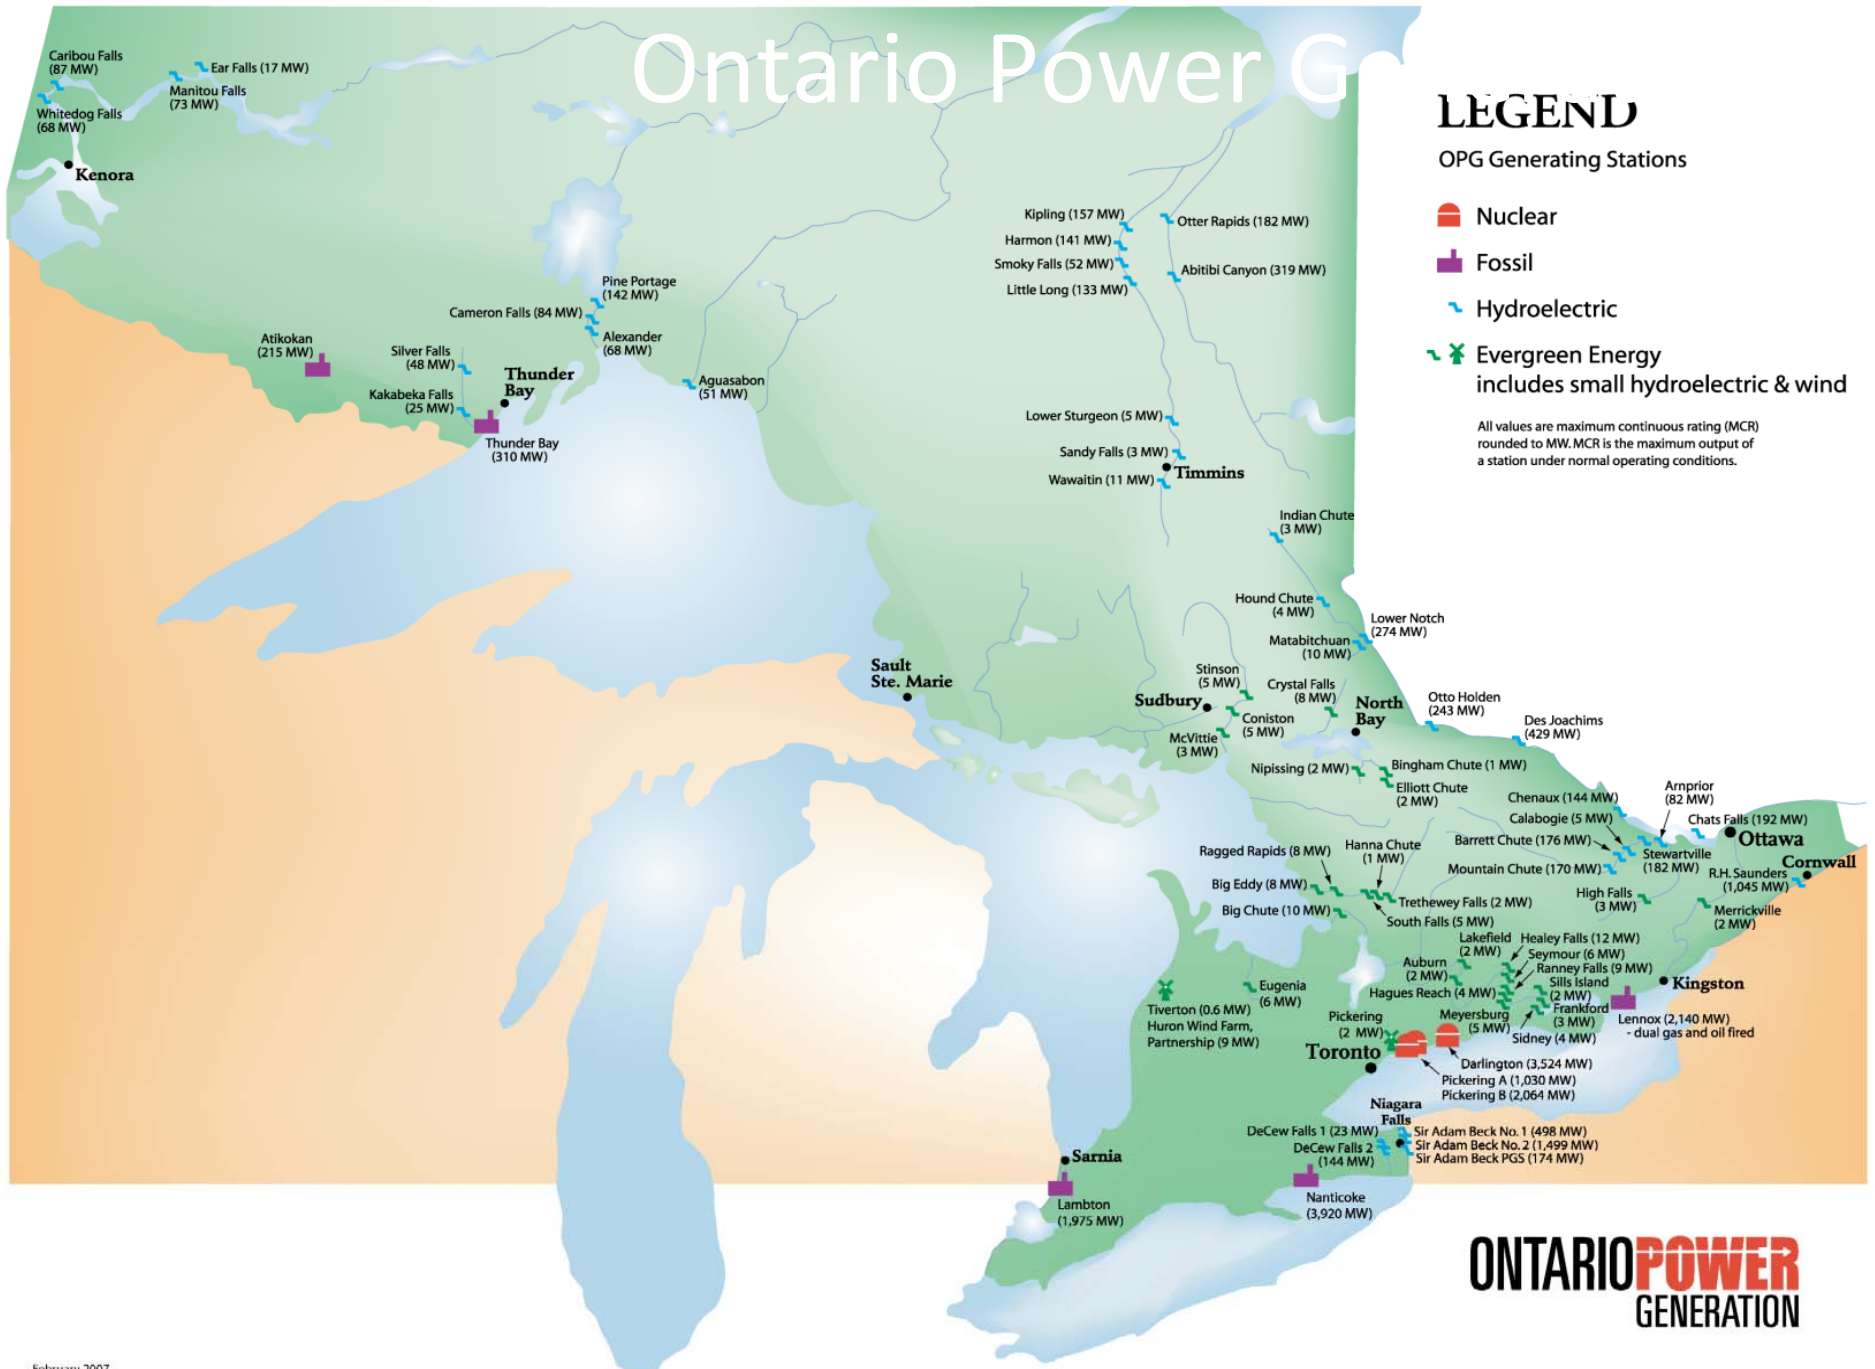 Ontario Power Ge
LEGEND
OPG Generating Stations
Nuclear
Fossil
Hydroelectric
Evergreen Energy
includes small hydroelectric & wind
All values are maximum continuous rating (MCR)
rounded to MW. MCR is the maximum output of
a station under normal operating conditions.
Caribou Falls
(87 MW)
Ear Falls (17 MW)
Manitou Falls
(73 MW)
Whitedog Falls
(68 MW)
Kenora
Kipling (157 MW)
Otter Rapids (182 MW)
Harmon (141 MW)
Smoky Falls (52 MW)
Abitibi Canyon (319 MW)
Little Long (133 MW)
Pine Portage
(142 MW)
Cameron Falls (84 MW)
Alexander
(68 MW)
Atikokan
(215 MW)
Silver Falls
(48 MW)
Thunder
Bay
Kakabeka Falls
(25 MW)
Aguasabon
(51 MW)
Thunder Bay
(310 MW)
Lower Sturgeon (5 MW)
Sandy Falls (3 MW)
Timmins
Wawaitin (11 MW)
Indian Chute
(3 MW)
Hound Chute
(4 MW)
Lower Notch
(274 MW)
Matabitchuan
(10 MW)
Sault
Ste. Marie
Stinson
(5 MW)
Crystal Falls
(8 MW)
Sudbury
North
Bay
Otto Holden
(243 MW)
Coniston
(5 MW)
Des Joachims
(429 MW)
McVittie
(3 MW)
Nipissing (2 MW)
Bingham Chute (1 MW)
Elliott Chute
(2 MW)
Arnprior
(82 MW)
Chenaux (144 MW)
Calabogie (5 MW)
Chats Falls (192 MW)
Ottawa
Barrett Chute (176 MW)
Stewartville
(182 MW)
Cornwall
Mountain Chute (170 MW)
R.H. Saunders
(1,045 MW)
Hanna Chute
(1 MW)
Ragged Rapids (8 MW)
Big Eddy (8 MW)
Trethewey Falls (2 MW)
High Falls
(3 MW)
Big Chute (10 MW)
South Falls (5 MW)
Merrickville
(2 MW)
Lakefield
(2 MW)
Healey Falls (12 MW)
Seymour (6 MW)
Auburn
(2 MW)
Ranney Falls (9 MW)
Sills Island
(2 MW)
Hagues Reach (4 MW)
Kingston
Eugenia
(6 MW)
Frankford
(3 MW)
Tiverton (0.6 MW)
Huron Wind Farm,
Partnership (9 MW)
Pickering
(2 MW)
Meyersburg
(5 MW)
Lennox (2,140 MW)
- dual gas and oil fired
Sidney (4 MW)
Toronto
Darlington (3,524 MW)
Pickering A (1,030 MW)
Pickering B (2,064 MW)
Niagara
Falls
DeCew Falls 1 (23 MW)
Sir Adam Beck No. 1 (498 MW)
DeCew Falls 2
(144 MW)
Sir Adam Beck No. 2 (1,499 MW)
Sir Adam Beck PGS (174 MW)
Sarnia
Lambton
(1,975 MW)
Nanticoke
(3,920 MW)
ONTARIOPOWER
GENERATION
February 2007